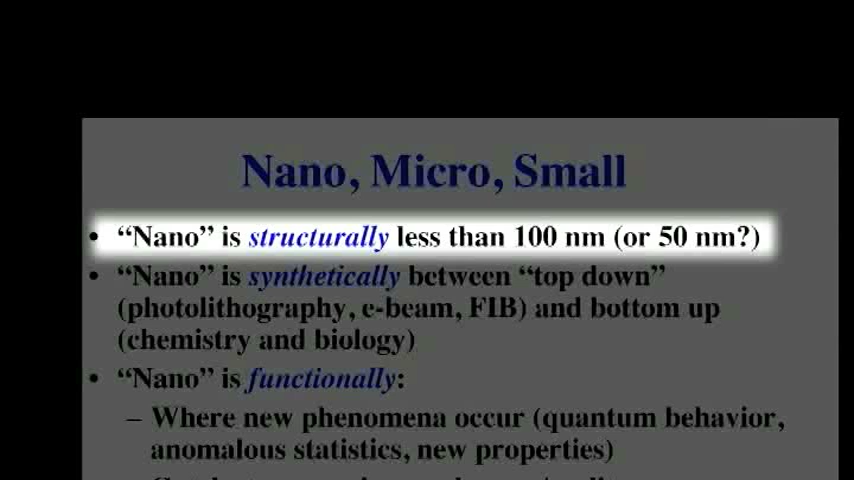 Nano, Micro, Small
• “Nano” is structurally less than 100 nm (or 50 nm?)
• “Nano” is synthetically between “top down”
(photolithography, e-beam, FIB) and bottom up
(chemistry and biology)
• “Nano” is functionally:
– Where new phenomena occur (quantum behavior,
anomalous statistics, new properties)